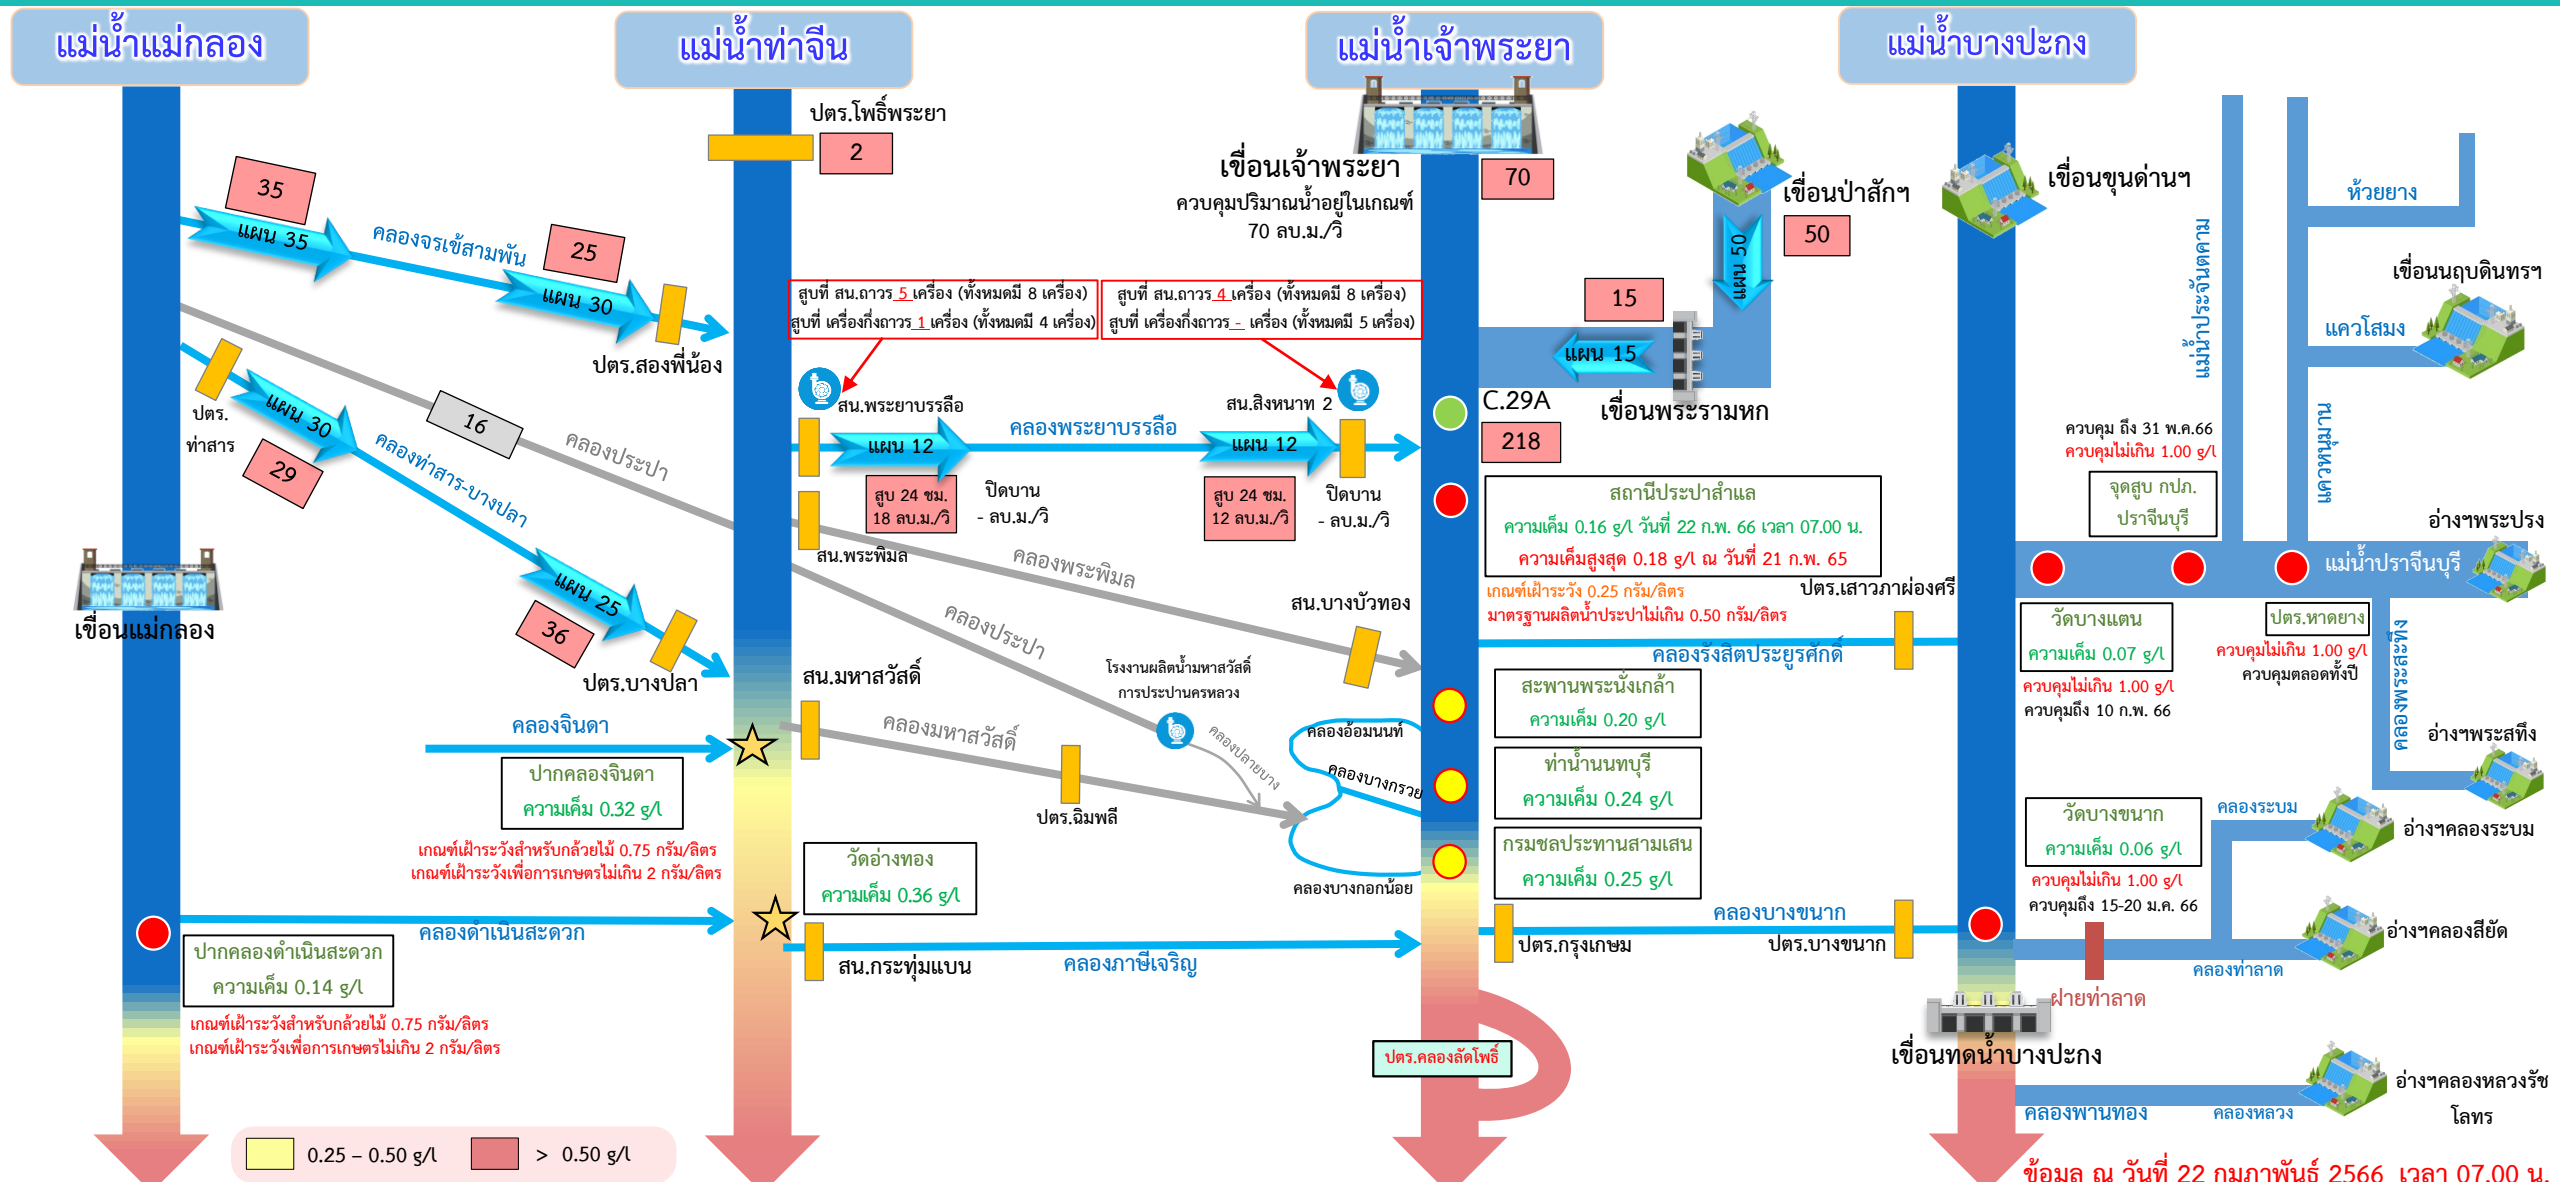 แม่น้ำแม่กลอง
แม่น้ำท่าจีน
แม่น้ำเจ้าพระยา
แม่น้ำบางปะกง
ปตร.โพธิ์พระยา
2
35
แผน 35
คลองจรเข้สามพัน
25
แผน 30
ปตร.สองพี่น้อง
เขื่อนเจ้าพระยา
ควบคุมปริมาณน้ำอยู่ในเกณฑ์
70 ลบ.ม./วิ
70
เขื่อนป่าสักฯ
50
แผน 50
15
แผน 15
เขื่อนพระรามหก
เขื่อนขุนด่านฯ
แม่น้ำประจันตคาม
ห้วยยาง
เขื่อนนฤบดินทรฯ
แควโสมง
แควหนุมาน
สูบที่ สน.ถาวร 5 เครื่อง (ทั้งหมดมี 8 เครื่อง)
สูบที่ เครื่องกึ่งถาวร 1 เครื่อง (ทั้งหมดมี 4 เครื่อง)
สูบที่ สน.ถาวร 4 เครื่อง (ทั้งหมดมี 8 เครื่อง)
สูบที่ เครื่องกึ่งถาวร - เครื่อง (ทั้งหมดมี 5 เครื่อง)
ปตร.
ท่าสาร
แผน 30
29
16
คลองประปา
คลองท่าสาร-บางปลา
แผน 25
36
ปตร.บางปลา
สน.พระยาบรรลือ
แผน 12
คลองพระยาบรรลือ
สน.สิงหนาท 2
แผน 12
สูบ 24 ชม.
18 ลบ.ม./วิ
ปิดบาน
- ลบ.ม./วิ
สูบ 24 ชม.
12 ลบ.ม./วิ
ปิดบาน
- ลบ.ม./วิ
C.29A
218
สถานีประปาสำแล
ความเค็ม 0.16 g/l วันที่ 22 ก.พ. 66 เวลา 07.00 น.
ความเค็มสูงสุด 0.18 g/l ณ วันที่ 21 ก.พ. 65
เกณฑ์เฝ้าระวัง 0.25 กรัม/ลิตร
มาตรฐานผลิตน้ำประปาไม่เกิน 0.50 กรัม/ลิตร
ปตร.เสาวภาผ่องศรี
คลองรังสิตประยูรศักดิ์
ควบคุม ถึง 31 พ.ค.66
ควบคุมไม่เกิน 1.00 g/l
จุดสูบ กปภ.
ปราจีนบุรี
อ่างฯพระปรง
แม่น้ำปราจีนบุรี
วัดบางแตน
ความเค็ม 0.07 g/l
ควบคุมไม่เกิน 1.00 g/l
ควบคุมถึง 10 ก.พ. 66
ปตร.หาดยาง
ควบคุมไม่เกิน 1.00 g/l
ควบคุมตลอดทั้งปี
คลองพระสะทึง
อ่างฯพระสทึง
สน.พระพิมล
คลองพระพิมล
สน.บางบัวทอง
คลองประปา
โรงงานผลิตน้ำมหาสวัสดิ์
การประปานครหลวง
คลองปลายบาง
เขื่อนแม่กลอง
สน.มหาสวัสดิ์
คลองมหาสวัสดิ์
ปตร.ฉิมพลี
คลองอ้อมนนท์
คลองบางกรวย
คลองบางกอกน้อย
สะพานพระนั่งเกล้า
ความเค็ม 0.20 g/l
ท่าน้ำนนทบุรี
ความเค็ม 0.24 g/l
กรมชลประทานสามเสน
ความเค็ม 0.25 g/l
คลองจินดา
ปากคลองจินดา
ความเค็ม 0.32 g/l
เกณฑ์เฝ้าระวังสำหรับกล้วยไม้ 0.75 กรัม/ลิตร
เกณฑ์เฝ้าระวังเพื่อการเกษตรไม่เกิน 2 กรัม/ลิตร
วัดอ่างทอง
ความเค็ม 0.36 g/l
คลองดำเนินสะดวก
ปากคลองดำเนินสะดวก
ความเค็ม 0.14 g/l
เกณฑ์เฝ้าระวังสำหรับกล้วยไม้ 0.75 กรัม/ลิตร
เกณฑ์เฝ้าระวังเพื่อการเกษตรไม่เกิน 2 กรัม/ลิตร
สน.กระทุ่มแบน
คลองภาษีเจริญ
ปตร.กรุงเกษม
คลองบางขนาก
ปตร.บางขนาก
วัดบางขนาก
ความเค็ม 0.06 g/l
ควบคุมไม่เกิน 1.00 g/l
ควบคุมถึง 15-20 ม.ค. 66
คลองระบม
อ่างฯคลองระบม
อ่างฯคลองสียัด
คลองท่าลาด
ฝายท่าลาด
เขื่อนทดน้ำบางปะกง
ปตร.คลองลัดโพธิ์
คลองพานทอง
คลองหลวง
อ่างฯคลองหลวงรัช
โลทร
0.25 – 0.50 g/l
> 0.50 g/l
ข้อมูล ณ วันที่ 22 กุมภาพันธ์ 2566 เวลา 07.00 น.